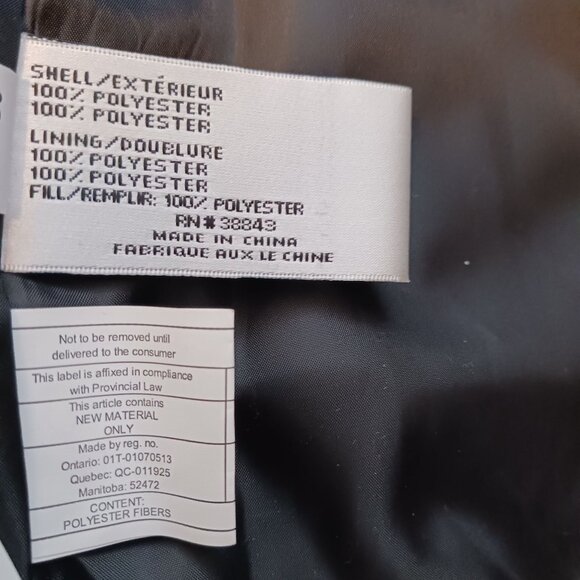 SHELL/EXTÉRIEUR
100% POLYESTER
100% POLYESTER
LINING/DOUBLURE
100% POLYESTER
100% POLYESTER
FILL/REMPLIR: 100% POLYESTER
RN#38843
MADE IN CHINA
FABRIQUE AUX LE CHINE
Not to be removed until
delivered to the consumer
This label is affixed in compliance
with Provincial Law
This article contains
NEW MATERIAL
ONLY
Made by reg. no.
Ontario: 01T-01070513
Quebec: QC-011925
Manitoba: 52472
CONTENT:
POLYESTER FIBERS